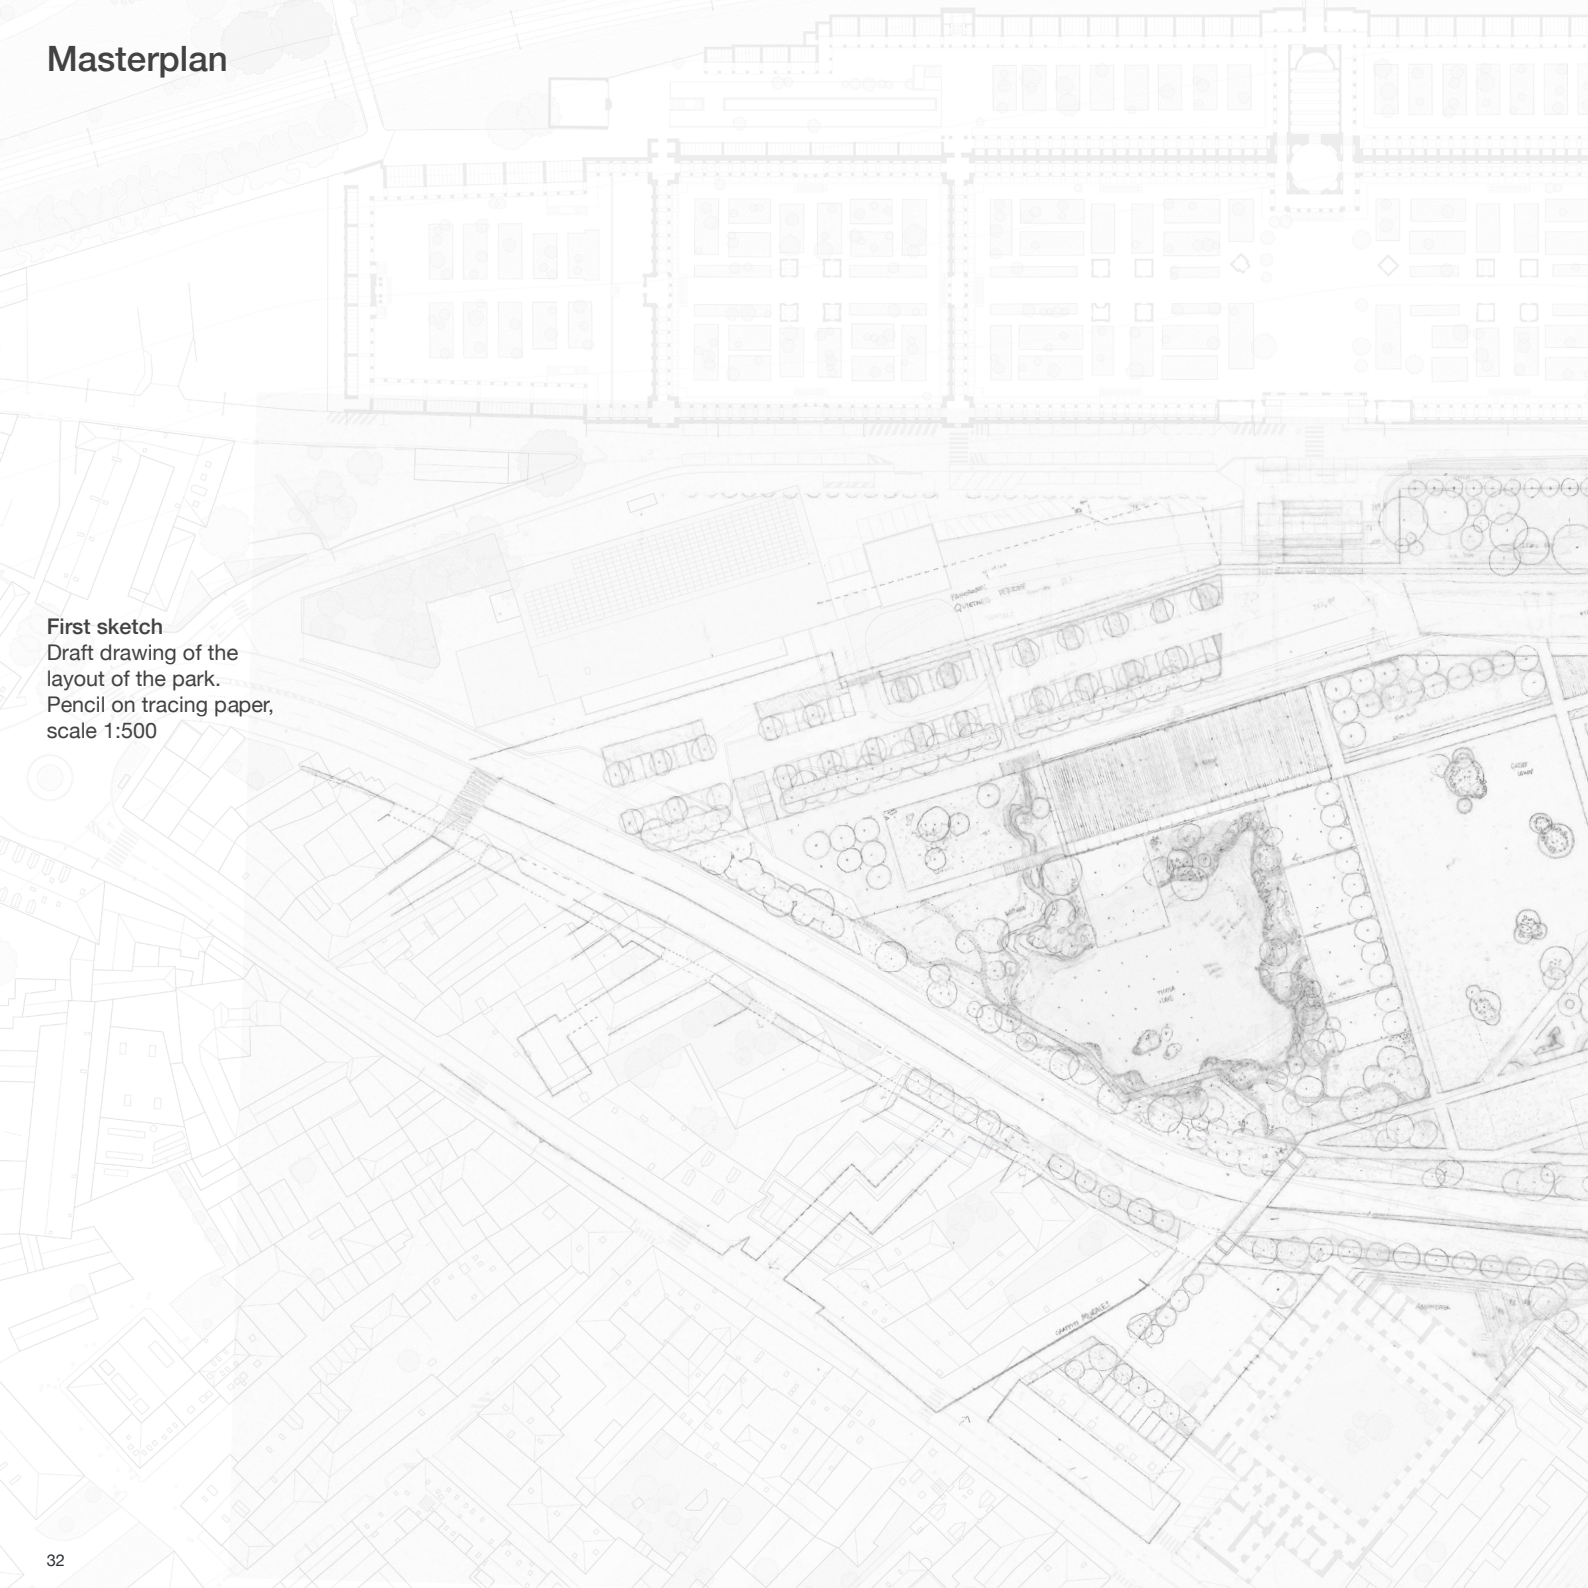 Masterplan
First sketch
Draft drawing of the
layout of the park.
Pencil on tracing paper,
scale 1:500
32